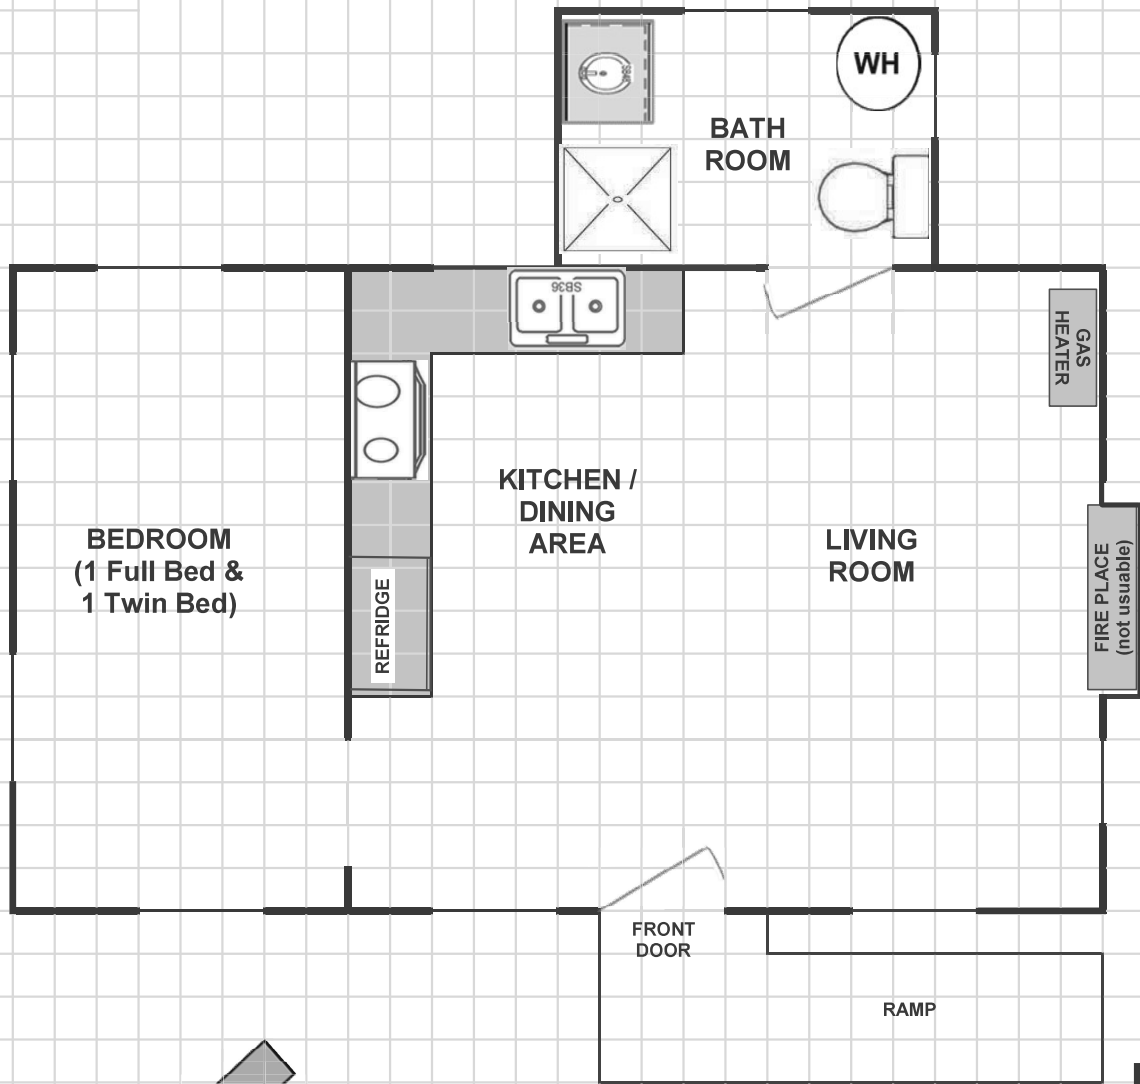 WH
BATH
ROOM
SB36
GAS
HEATER
KITCHEN /
DINING
AREA
BEDROOM
(1 Full Bed &
1 Twin Bed)
LIVING
ROOM
REFRIDGE
FIRE PLACE
(not usuable)
FRONT
DOOR
RAMP